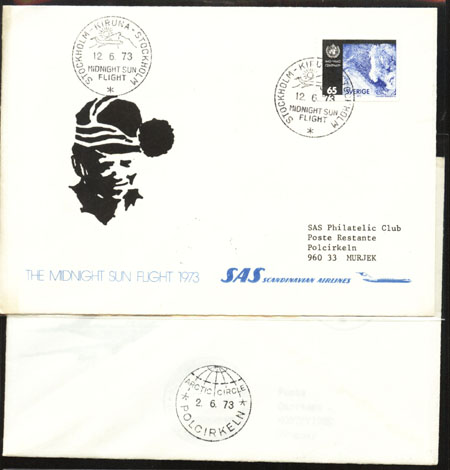 STOCKHOLM - KIRUNA - STOCKHOLM
12. 6. 73
MIDNIGHT SUN
FLIGHT
STOCKHOLM - KIRUNA
HOLM
12. 6. 73
MIDNIGHT SUN
FLIGHT
65
SVERIGE
SAS Philatelic Club
Poste Restante
Polcirkeln
960 33 MURJEK
THE MIDNIGHT SUN FLIGHT 1973
SAS SCANDINAVIAN AIRLINES
ARCTIC CIRCLE
2. 6. 73
POLCIRKELN